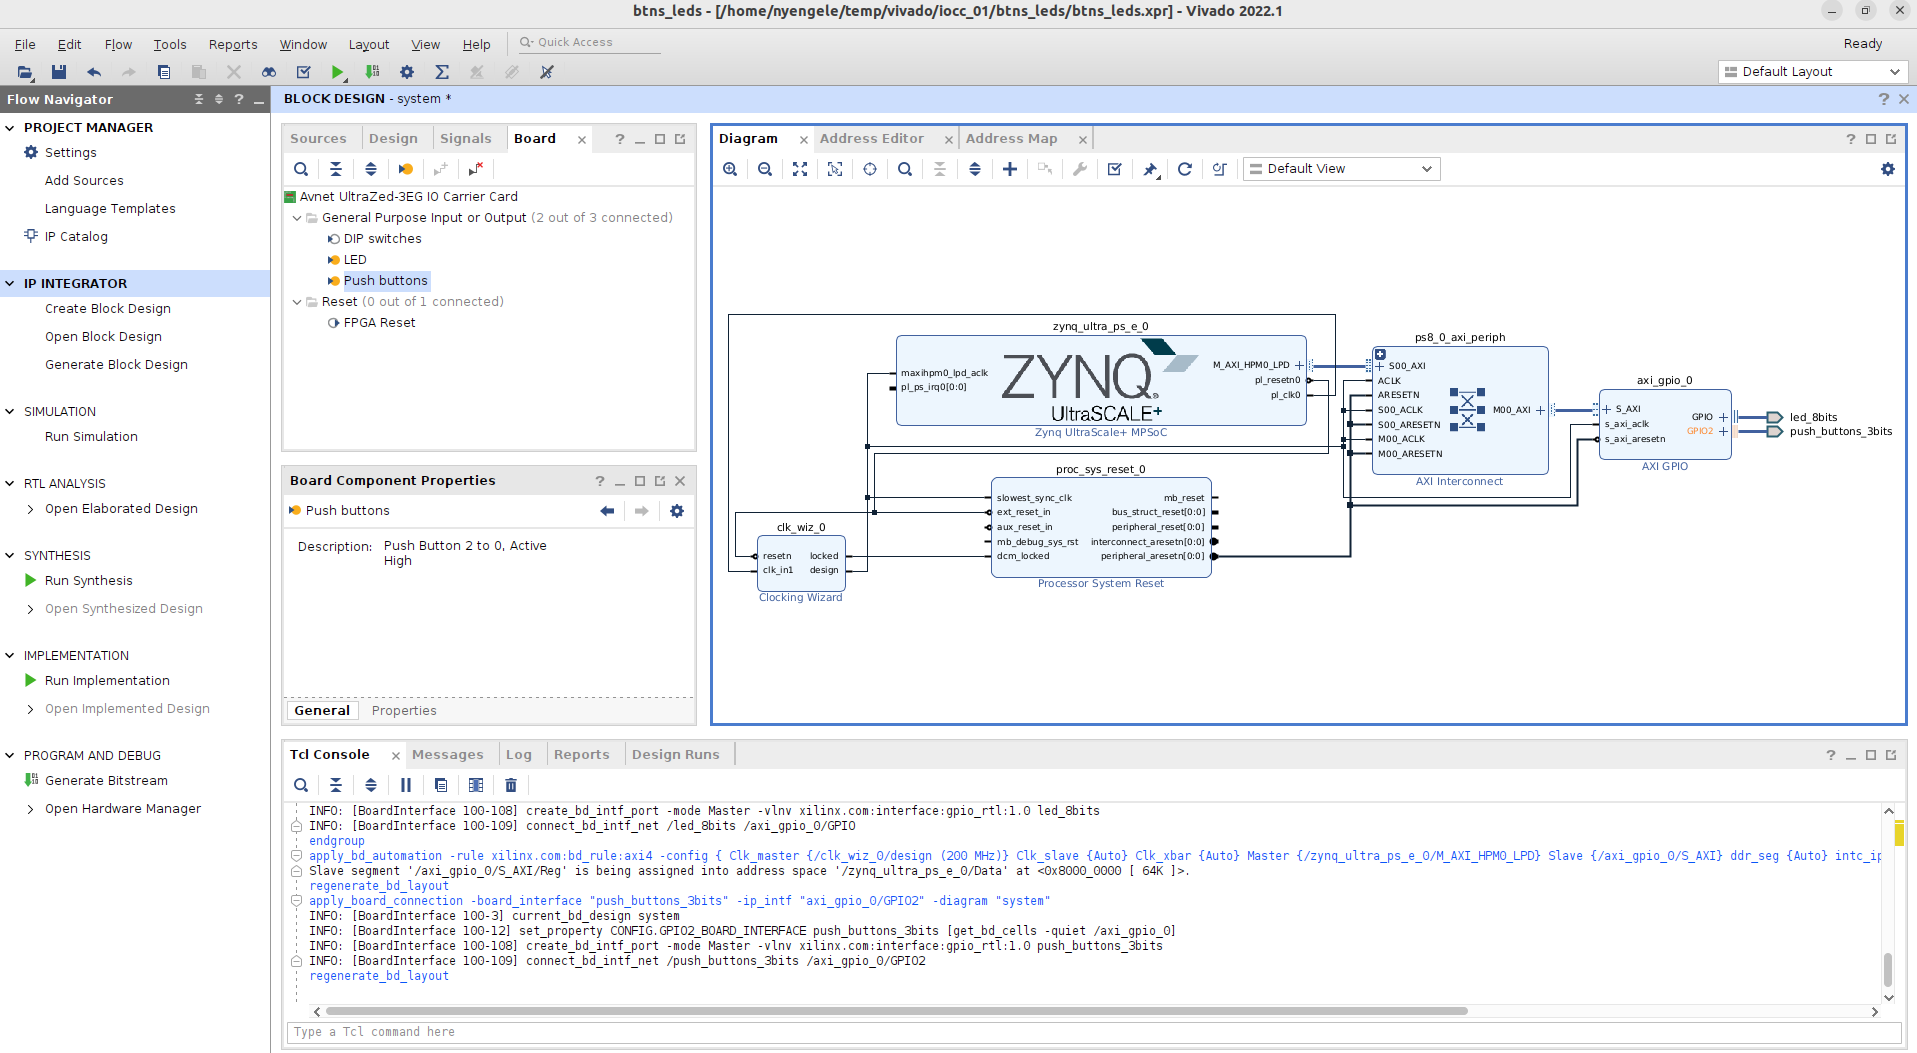 btns_leds - [/home/nyengele/temp/vivado/iocc_01/btns_leds/btns_leds.xpr] - Vivado 2022.1
File Edit Flow Tools Reports Window Layout View Help Quick Access Ready
Default Layout
Flow Navigator ? _
PROJECT MANAGER
Settings
Add Sources
Language Templates
IP Catalog
IP INTEGRATOR
Create Block Design
Open Block Design
Generate Block Design
SIMULATION
Run Simulation
RTL ANALYSIS
Open Elaborated Design
SYNTHESIS
Run Synthesis
Open Synthesized Design
IMPLEMENTATION
Run Implementation
Open Implemented Design
PROGRAM AND DEBUG
Generate Bitstream
Open Hardware Manager
BLOCK DESIGN - system *
Sources Design Signals Board
Avnet UltraZed-3EG IO Carrier Card
General Purpose Input or Output (2 out of 3 connected)
DIP switches
LED
Push buttons
Reset (0 out of 1 connected)
FPGA Reset
Board Component Properties
Push buttons
Description: Push Button 2 to 0, Active
High
General Properties
Diagram Address Editor Address Map
Default View
zynq_ultra_ps_e_0
maxihpm0_lpd_aclk
pl_ps_irq0[0:0]
ZYNQ
UltraSCALE+
M_AXI_HPM0_LPD
pl_resetn0
pl_clk0
Zynq UltraScale+ MPSoC
ps8_0_axi_periph
S00_AXI
ACLK
ARESETN
S00_ACLK
S00_ARESETN
M00_ACLK
M00_ARESETN
M00_AXI
AXI Interconnect
axi_gpio_0
S_AXI
s_axi_aclk
s_axi_aresetn
GPIO
GPIO2
AXI GPIO
led_8bits
push_buttons_3bits
proc_sys_reset_0
slowest_sync_clk
ext_reset_in
aux_reset_in
mb_debug_sys_rst
dcm_locked
mb_reset
bus_struct_reset[0:0]
peripheral_reset[0:0]
interconnect_aresetn[0:0]
peripheral_aresetn[0:0]
Processor System Reset
clk_wiz_0
resetn locked
clk_in1 design
Clocking Wizard
Tcl Console Messages Log Reports Design Runs
INFO: [BoardInterface 100-108] create_bd_intf_port -mode Master -vlnv xilinx.com:interface:gpio_rtl:1.0 led_8bits
INFO: [BoardInterface 100-109] connect_bd_intf_net /led_8bits /axi_gpio_0/GPIO
endgroup
apply_bd_automation -rule xilinx.com:bd_rule:axi4 -config { Clk_master {/clk_wiz_0/design (200 MHz)} Clk_slave {Auto} Clk_xbar {Auto} Master {/zynq_ultra_ps_e_0/M_AXI_HPM0_LPD} Slave {/axi_gpio_0/S_AXI} ddr_seg {Auto} intc_ip
Slave segment '/axi_gpio_0/S_AXI/Reg' is being assigned into address space '/zynq_ultra_ps_e_0/Data' at <0x8000_0000 [ 64K ]>.
regenerate_bd_layout
apply_board_connection -board_interface "push_buttons_3bits" -ip_intf "axi_gpio_0/GPIO2" -diagram "system"
INFO: [BoardInterface 100-3] current_bd_design system
INFO: [BoardInterface 100-12] set_property CONFIG.GPIO2_BOARD_INTERFACE push_buttons_3bits [get_bd_cells -quiet /axi_gpio_0]
INFO: [BoardInterface 100-108] create_bd_intf_port -mode Master -vlnv xilinx.com:interface:gpio_rtl:1.0 push_buttons_3bits
INFO: [BoardInterface 100-109] connect_bd_intf_net /push_buttons_3bits /axi_gpio_0/GPIO2
regenerate_bd_layout
Type a Tcl command here